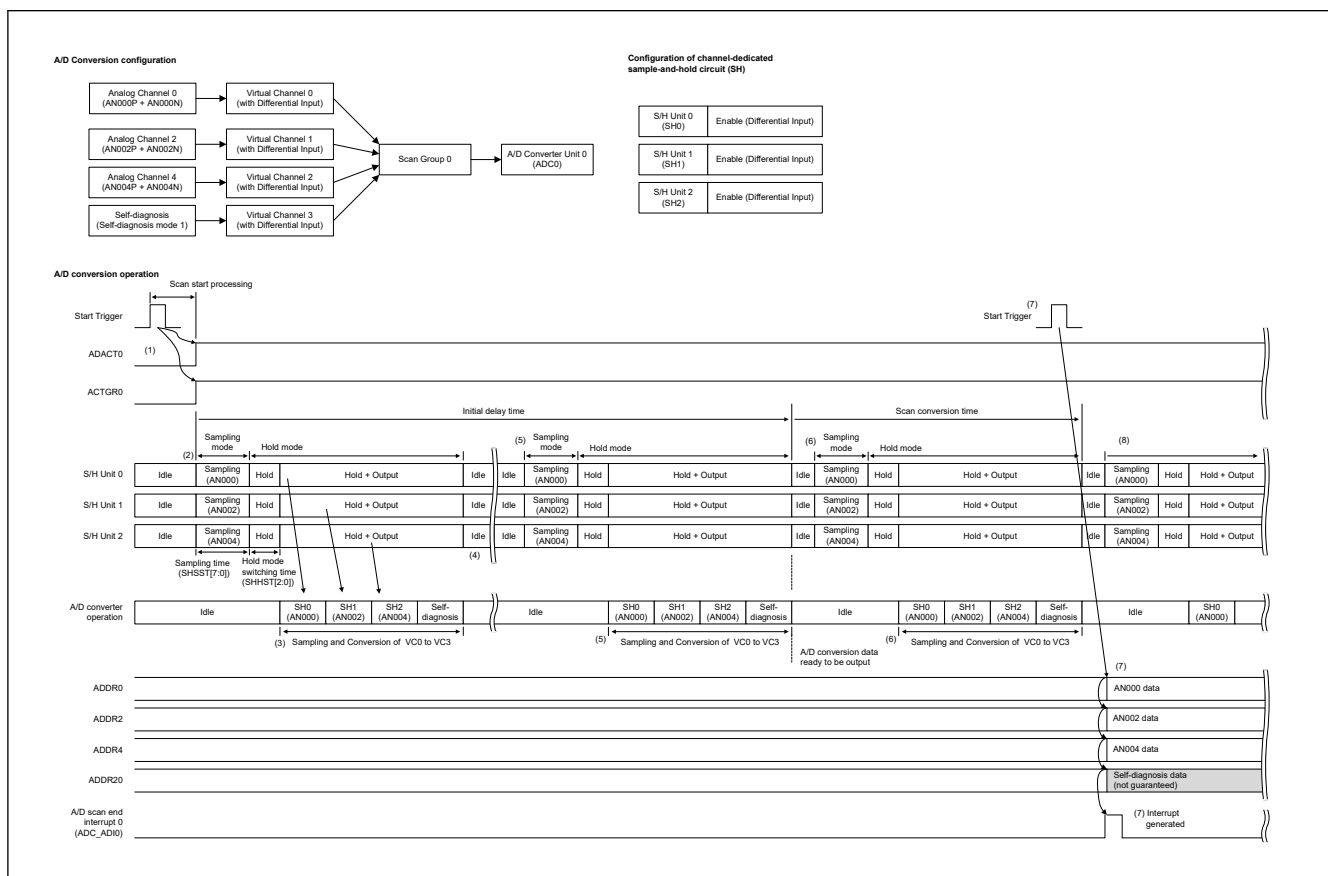 A/D Conversion configuration
Analog Channel 0
(AN000P + AN000N)
Virtual Channel 0
(with Differential Input)
Analog Channel 2
(AN002P + AN002N)
Virtual Channel 1
(with Differential Input)
Analog Channel 4
(AN004P + AN004N)
Virtual Channel 2
(with Differential Input)
Self-diagnosis
(Self-diagnosis mode 1)
Virtual Channel 3
(with Differential Input)
Scan Group 0
A/D Converter Unit 0
(ADC0)
Configuration of channel-dedicated
sample-and-hold circuit (SH)
S/H Unit 0
(SH0)
Enable (Differential Input)
S/H Unit 1
(SH1)
Enable (Differential Input)
S/H Unit 2
(SH2)
Enable (Differential Input)
A/D conversion operation
Scan start processing
Start Trigger
(7)
Start Trigger
(1)
ADACT0
ACTGR0
Initial delay time
Scan conversion time
(2)
Sampling
mode
Hold mode
(5)
Sampling
mode
Hold mode
(6)
Sampling
mode
Hold mode
(8)
S/H Unit 0
Idle
Sampling
(AN000)
Hold
Hold + Output
Idle
Idle
Sampling
(AN000)
Hold
Hold + Output
Idle
Sampling
(AN000)
Hold
Hold + Output
Idle
Sampling
(AN000)
Hold
Hold + Output
S/H Unit 1
Idle
Sampling
(AN002)
Hold
Hold + Output
Idle
Idle
Sampling
(AN002)
Hold
Hold + Output
Idle
Sampling
(AN002)
Hold
Hold + Output
Idle
Sampling
(AN002)
Hold
Hold + Output
S/H Unit 2
Idle
Sampling
(AN004)
Hold
Hold + Output
Idle
Idle
Sampling
(AN004)
Hold
Hold + Output
Idle
Sampling
(AN004)
Hold
Hold + Output
Idle
Sampling
(AN004)
Hold
Hold + Output
(4)
Sampling time
(SHSST[7:0])
Hold mode
switching time
(SHHST[2:0])
A/D converter
operation
Idle
SH0
(AN000)
SH1
(AN002)
SH2
(AN004)
Self-
diagnosis
Idle
SH0
(AN000)
SH1
(AN002)
SH2
(AN004)
Self-
diagnosis
Idle
SH0
(AN000)
SH1
(AN002)
SH2
(AN004)
Self-
diagnosis
Idle
SH0
(AN000)
(3)
Sampling and Conversion of VC0 to VC3
(5)
Sampling and Conversion of VC0 to VC3
A/D conversion data
ready to be output
(6)
Sampling and Conversion of VC0 to VC3
(7)
ADDR0
AN000 data
ADDR2
AN002 data
ADDR4
AN004 data
ADDR20
Self-diagnosis data
(not guaranteed)
A/D scan end
interrupt 0
(ADC_ADI0)
(7) Interrupt
generated